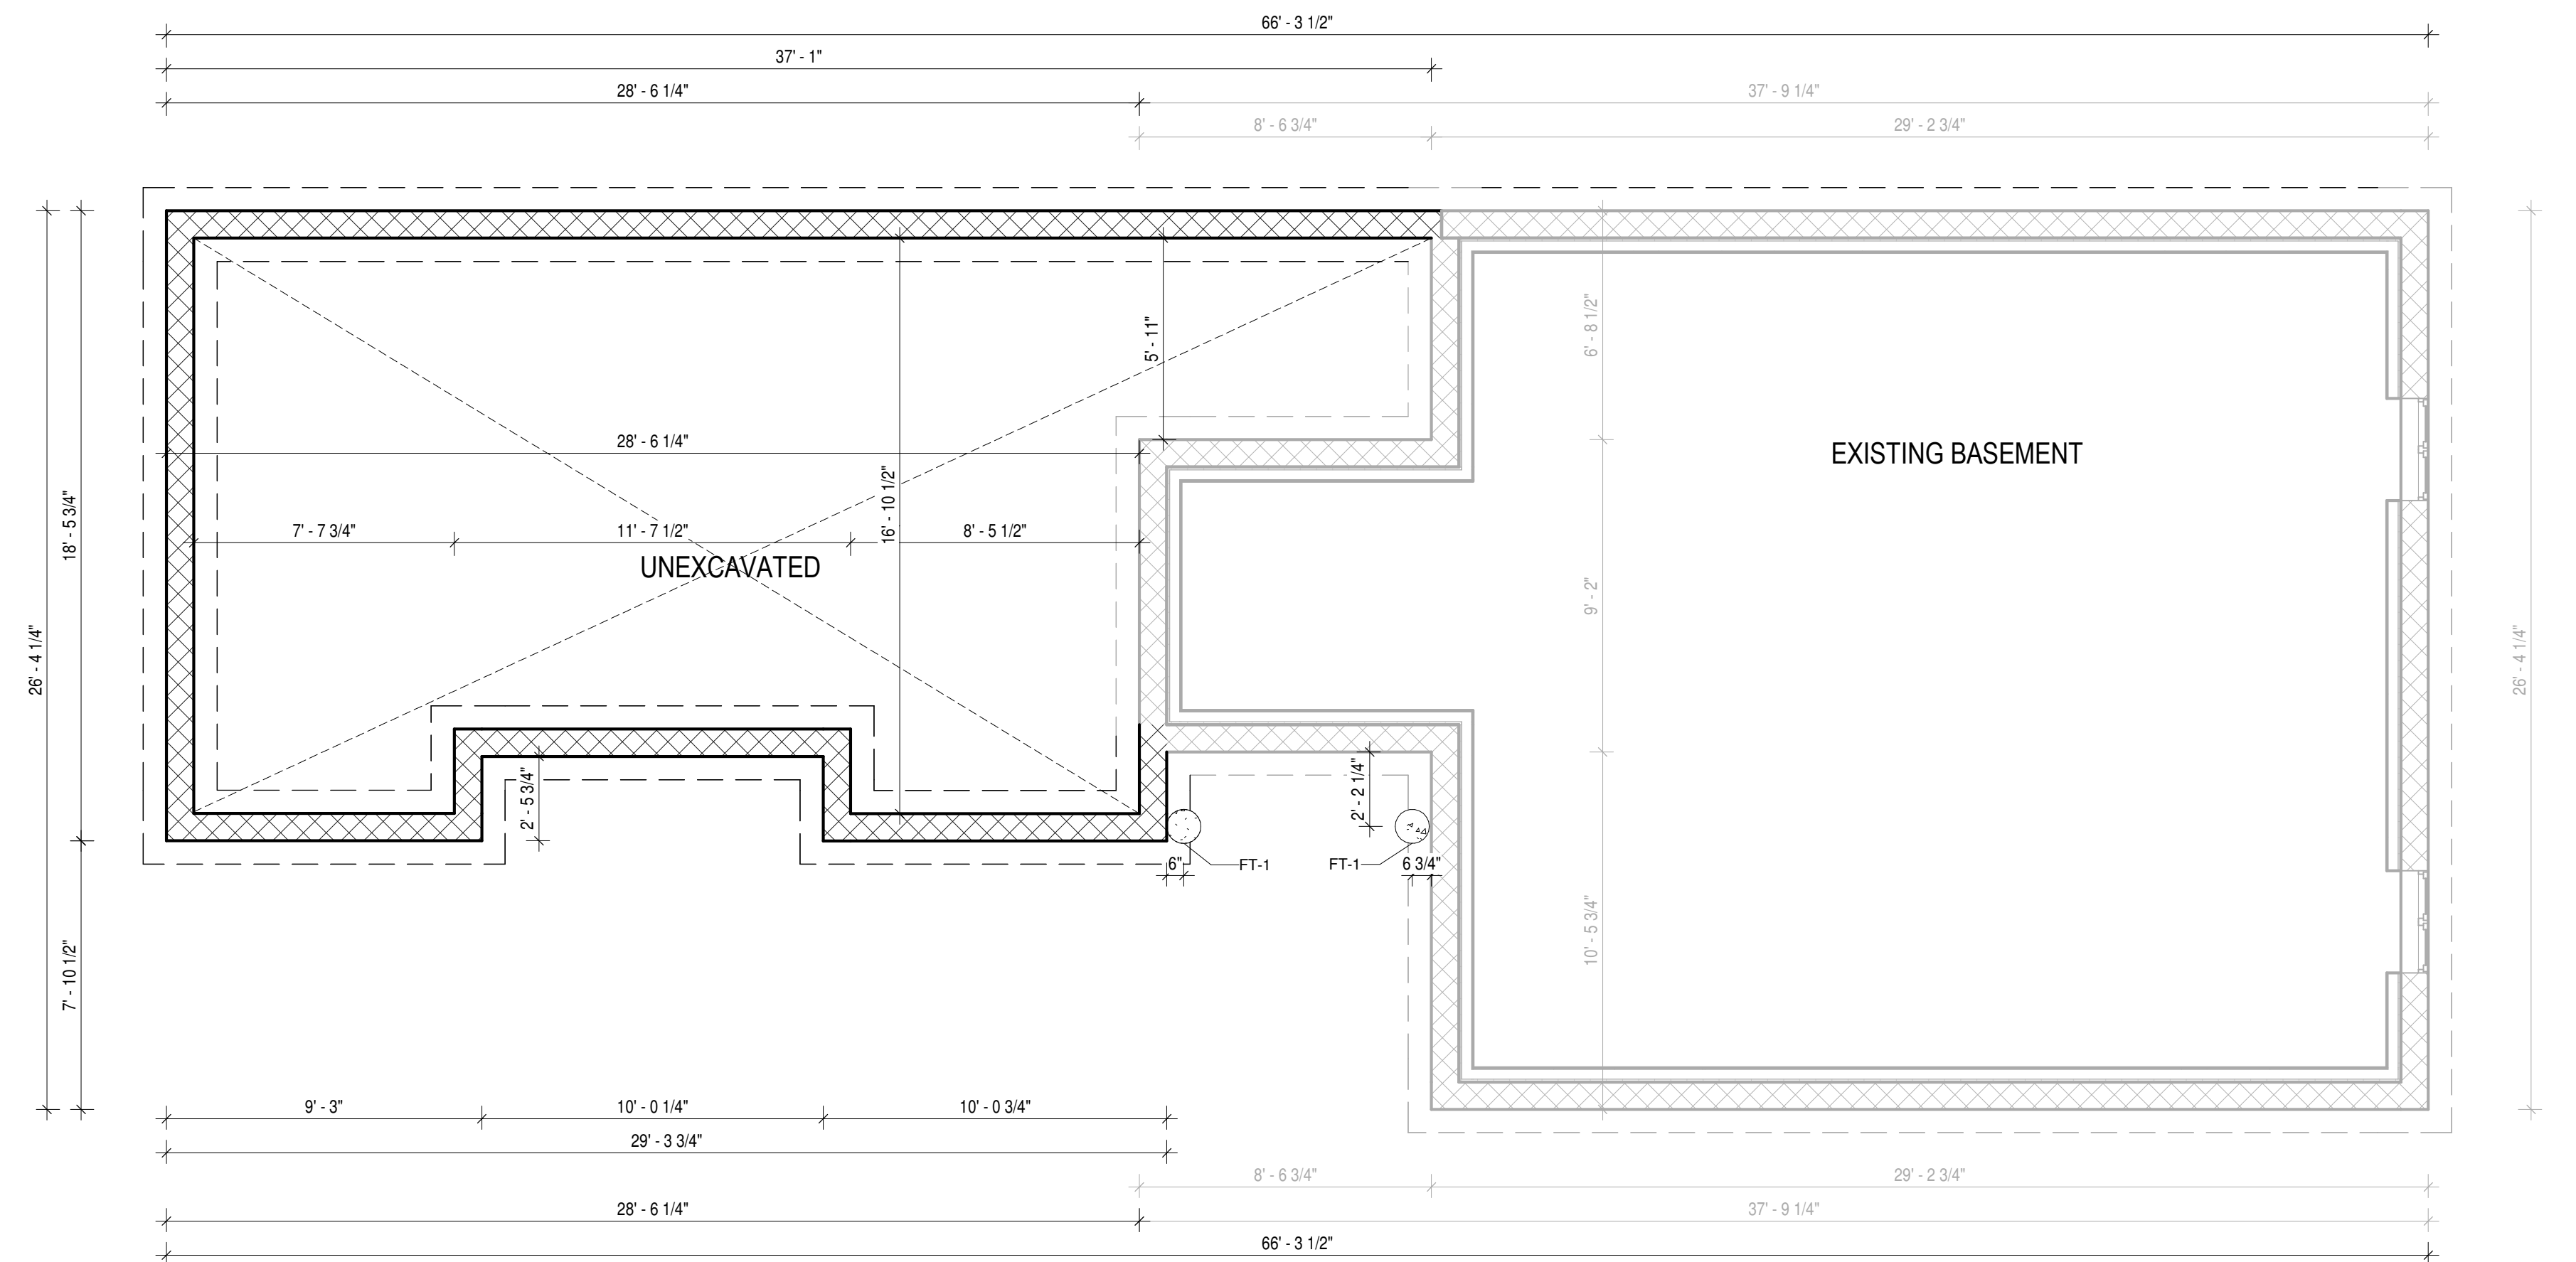 66' - 3 1/2"
37' - 1"
28' - 6 1/4"
37' - 9 1/4"
8' - 6 3/4"
29' - 2 3/4"
6' - 8 1/2"
5' - 11"
28' - 6 1/4"
EXISTING BASEMENT
16' - 10 1/2"
18' - 5 3/4"
7' - 7 3/4"
11' - 7 1/2"
8' - 5 1/2"
UNEXCAVATED
9' - 2"
26' - 4 1/4"
26' - 4 1/4"
2' - 5 3/4"
2' - 2 1/4"
6"
FT-1
FT-1
6 3/4"
10' - 5 3/4"
7' - 10 1/2"
9' - 3"
10' - 0 1/4"
10' - 0 3/4"
29' - 3 3/4"
8' - 6 3/4"
29' - 2 3/4"
28' - 6 1/4"
37' - 9 1/4"
66' - 3 1/2"